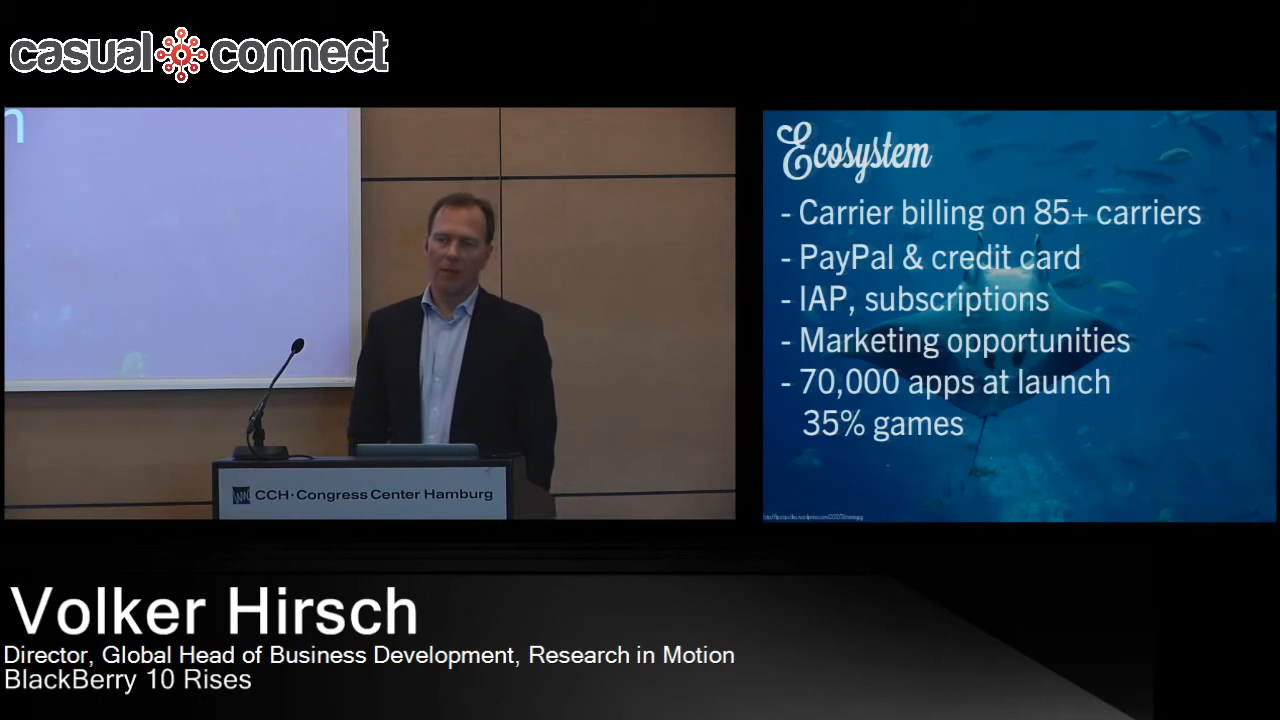 casual connect
Ecosystem
- Carrier billing on 85+ carriers
- PayPal & credit card
- IAP, subscriptions
- Marketing opportunities
- 70,000 apps at launch
35% games
CCH·Congress Center Hamburg
Volker Hirsch
Director, Global Head of Business Development, Research in Motion
BlackBerry 10 Rises